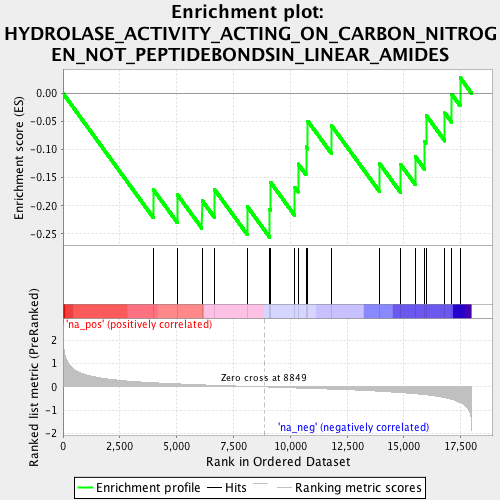 Enrichment plot:
HYDROLASE_ACTIVITY_ACTING_ON_CARBON_NITROG
EN_NOT_PEPTIDEBONDSIN_LINEAR_AMIDES
Enrichment score (ES)
0.00
-0.05
-0.10
-0.15
-0.20
-0.25
'na_pos' (positively correlated)
Ranked list metric (PreRanked)
2
1
0
-1
-2
Zero cross at 8849
'na_neg' (negatively correlated)
0
2,500
5,000
7,500
10,000
12,500
15,000
17,500
Rank in Ordered Dataset
Enrichment profile
Hits
Ranking metric scores